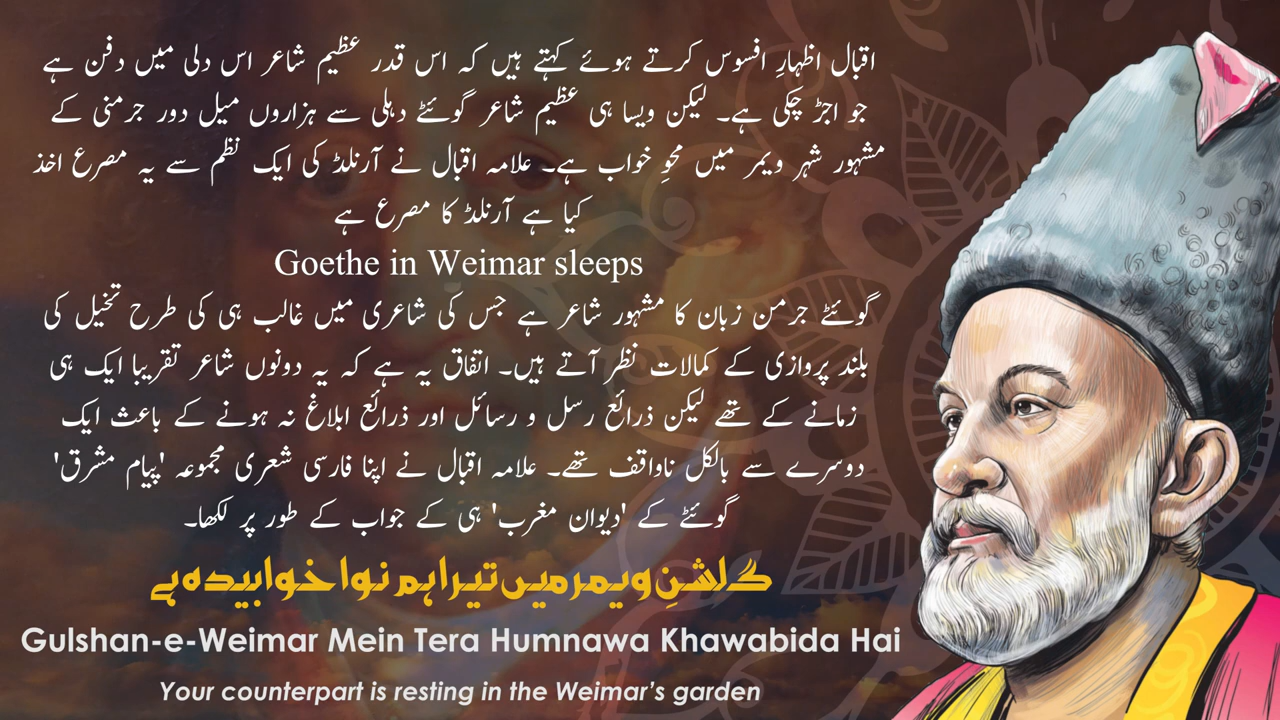 اقبال اظہارِ افسوس کرتے ہوئے کہتے ہیں کہ اس قدر عظیم شاعر اس دلی میں دفن ہے
جو اجڑ چکی ہے۔ لیکن ویسا ہی عظیم شاعر گوئٹے دہلی سے ہزاروں میل دور جرمنی کے
مشہور شہر ویمر میں محوِ خواب ہے۔ علامہ اقبال نے آرنلڈ کی ایک نظم سے یہ مصرع اخذ
کیا ہے آرنلڈ کا مصرع ہے
Goethe in Weimar sleeps
گوئٹے جرمن زبان کا مشہور شاعر ہے جس کی شاعری میں غالب ہی کی طرح تخیل کی
بلند پروازی کے کمالات نظر آتے ہیں۔ اتفاق یہ ہے کہ یہ دونوں شاعر تقریبا ایک ہی
زمانے کے تھے لیکن ذرائع رسل و رسائل اور ذرائع ابلاغ نہ ہونے کے باعث ایک
دوسرے سے بالکل ناواقف تھے۔ علامہ اقبال نے اپنا فارسی شعری مجموعہ 'پیام مشرق'
گوئٹے کے 'دیوان مغرب' ہی کے جواب کے طور پر لکھا۔
گلشنِ ویمر میں تیرا ہم نوا خوابیدہ ہے
Gulshan-e-Weimar Mein Tera Humnawa Khawabida Hai
Your counterpart is resting in the Weimar's garden